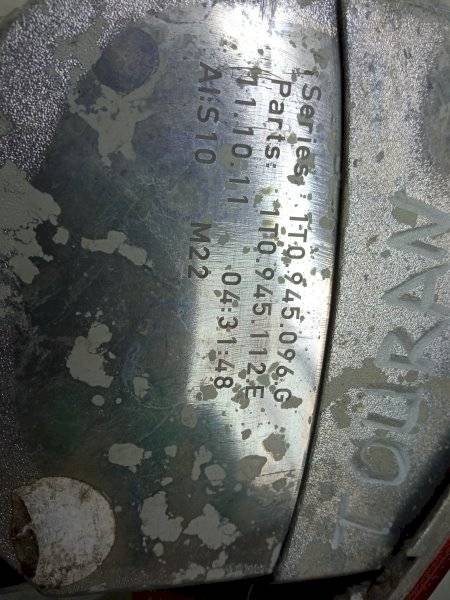 Series: 1T0.945.096.G
Parts: 1T0.945.112.E
11.10.11 04:31:48
AI:S10 M22
TOURAN